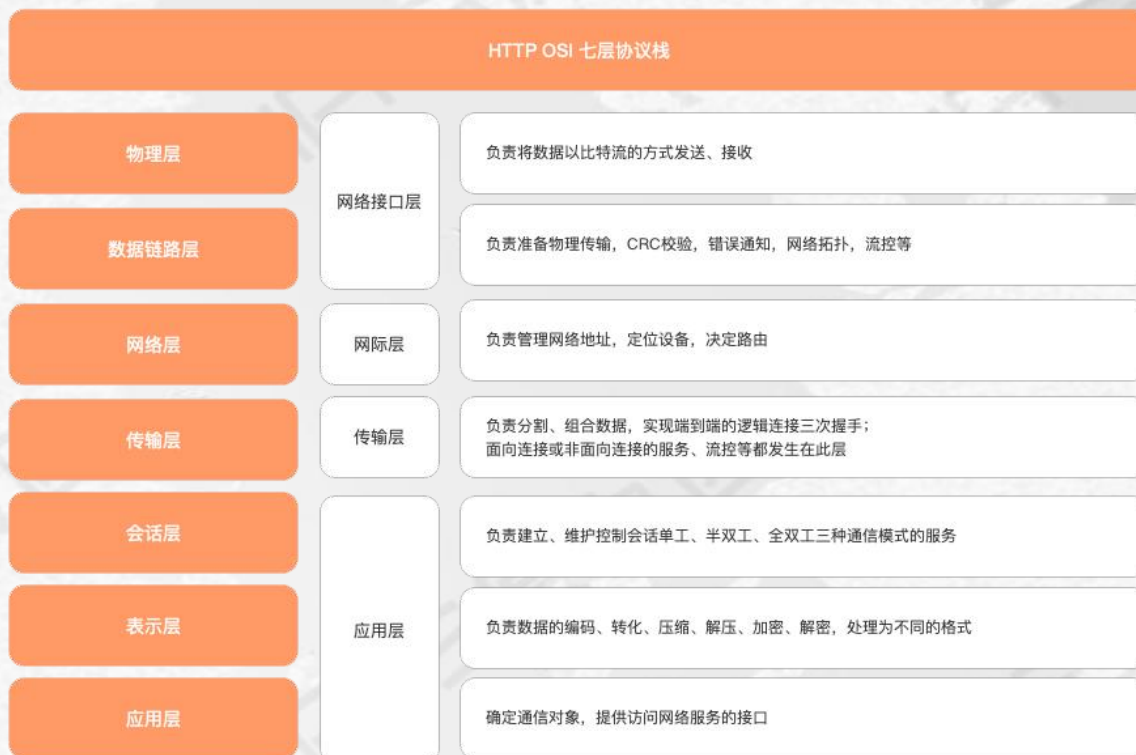 HTTP OSI 七层协议栈
物理层
网络接口层
负责将数据以比特流的方式发送、接收
数据链路层
负责准备物理传输，CRC校验，错误通知，网络拓扑，流控等
网络层
网际层
负责管理网络地址，定位设备，决定路由
传输层
传输层
负责分割、组合数据，实现端到端的逻辑连接三次握手；
面向连接或非面向连接的服务、流控等都发生在此层
会话层
应用层
负责建立、维护控制会话单工、半双工、全双工三种通信模式的服务
表示层
负责数据的编码、转化、压缩、解压、加密、解密，处理为不同的格式
应用层
确定通信对象，提供访问网络服务的接口